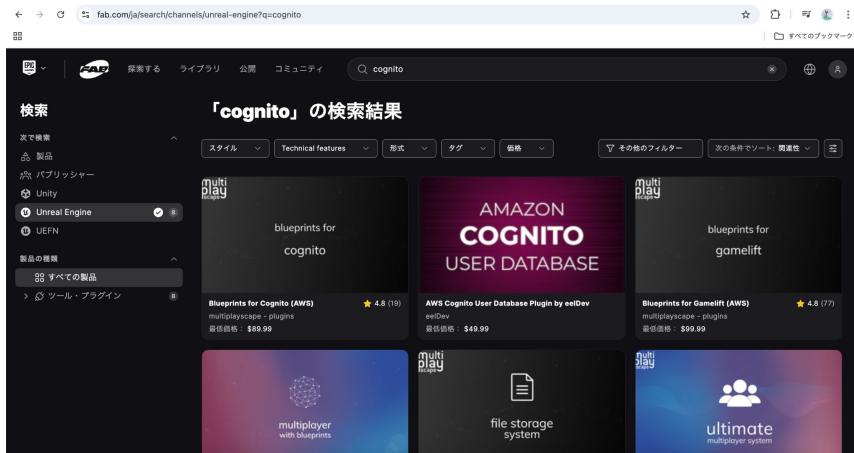 fab.com/ja/search/channels/unreal-engine?q=cognito
すべてのブックマーク
EPIC
FAB
探索する
ライブラリ
公開
コミュニティ
cognito
検索
次で検索
製品
パブリッシャー
Unity
Unreal Engine 8
UEFN
製品の種類
すべての製品
ツール・プラグイン 8
「cognito」の検索結果
スタイル
Technical features
形式
タグ
価格
その他のフィルター
次の条件でソート: 関連性
multi
play
scape
blueprints for
cognito
Blueprints for Cognito (AWS) 4.8 (19)
multiplayscape - plugins
最低価格： $89.99
AMAZON
COGNITO
USER DATABASE
AWS Cognito User Database Plugin by eelDev
eelDev
最低価格： $49.99
multi
play
scape
blueprints for
gamelift
Blueprints for Gamelift (AWS) 4.8 (77)
multiplayscape - plugins
最低価格： $99.99
multiplayer
with blueprints
multi
play
scape
file storage
system
multi
play
scape
ultimate
multiplayer system